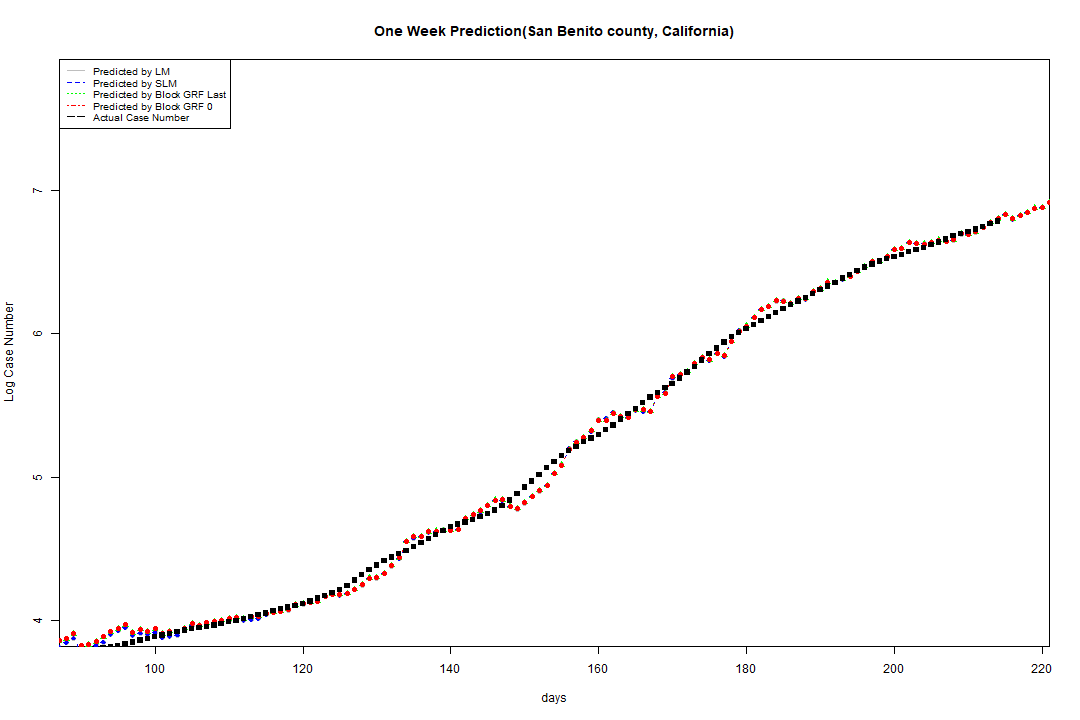 One Week Prediction(San Benito county, California)
Predicted by LM
Predicted by SLM
Predicted by Block GRF Last
Predicted by Block GRF 0
Actual Case Number
7
6
5
4
Log Case Number
100 120 140 160 180 200 220
days